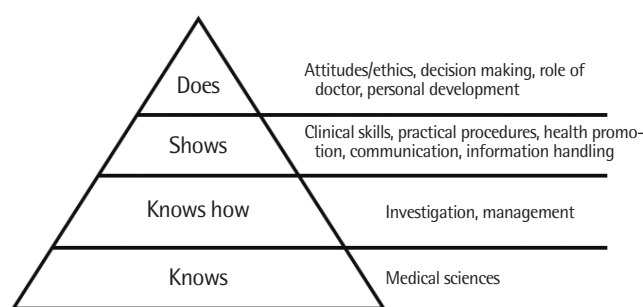 Does
Attitudes/ethics, decision making, role of
doctor, personal development
Shows
Clinical skills, practical procedures, health promo-
tion, communication, information handling
Knows how
Investigation, management
Knows
Medical sciences